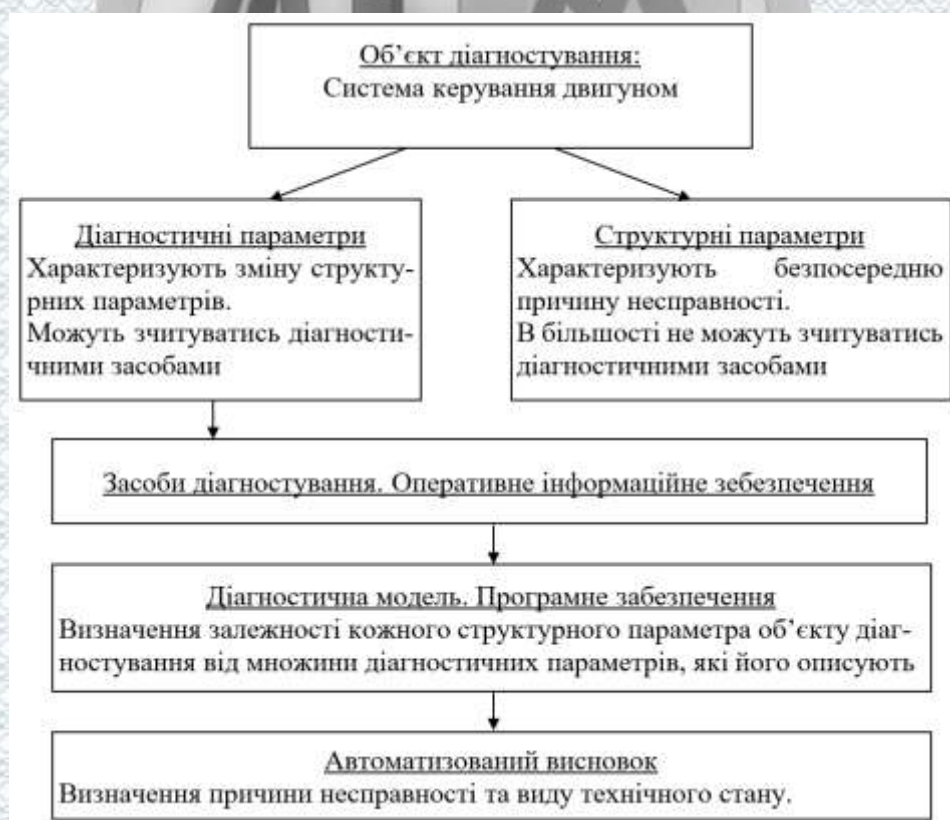 Об’єкт діагностування:
Система керування двигуном
Діагностичні параметри
Характеризують зміну структу-
рних параметрів.
Можуть зчитуватись діагности-
чними засобами
Структурні параметри
Характеризують безпосередню
причину несправності.
В більшості не можуть зчитуватись
діагностичними засобами
Засоби діагностування. Оперативне інформаційне зебезпечення
Діагностична модель. Програмне забезпечення
Визначення залежності кожного структурного параметра об’єкту діаг-
ностування від множини діагностичних параметрів, які його описують
Автоматизований висновок
Визначення причини несправності та виду технічного стану.